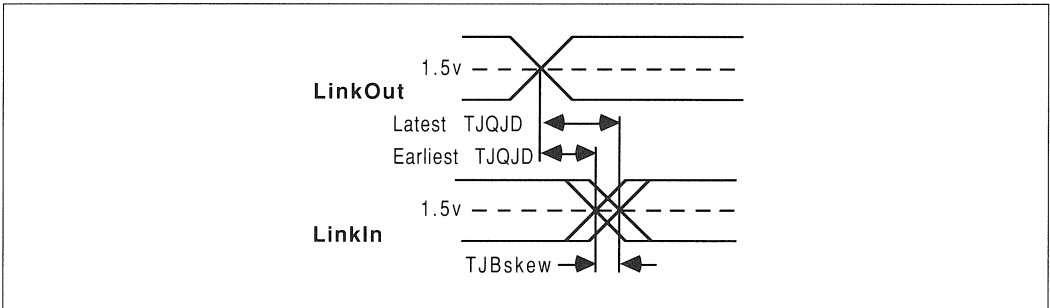 1.5v
LinkOut
Latest TJQJD
Earliest TJQJD
1.5v
LinkIn
TJBskew